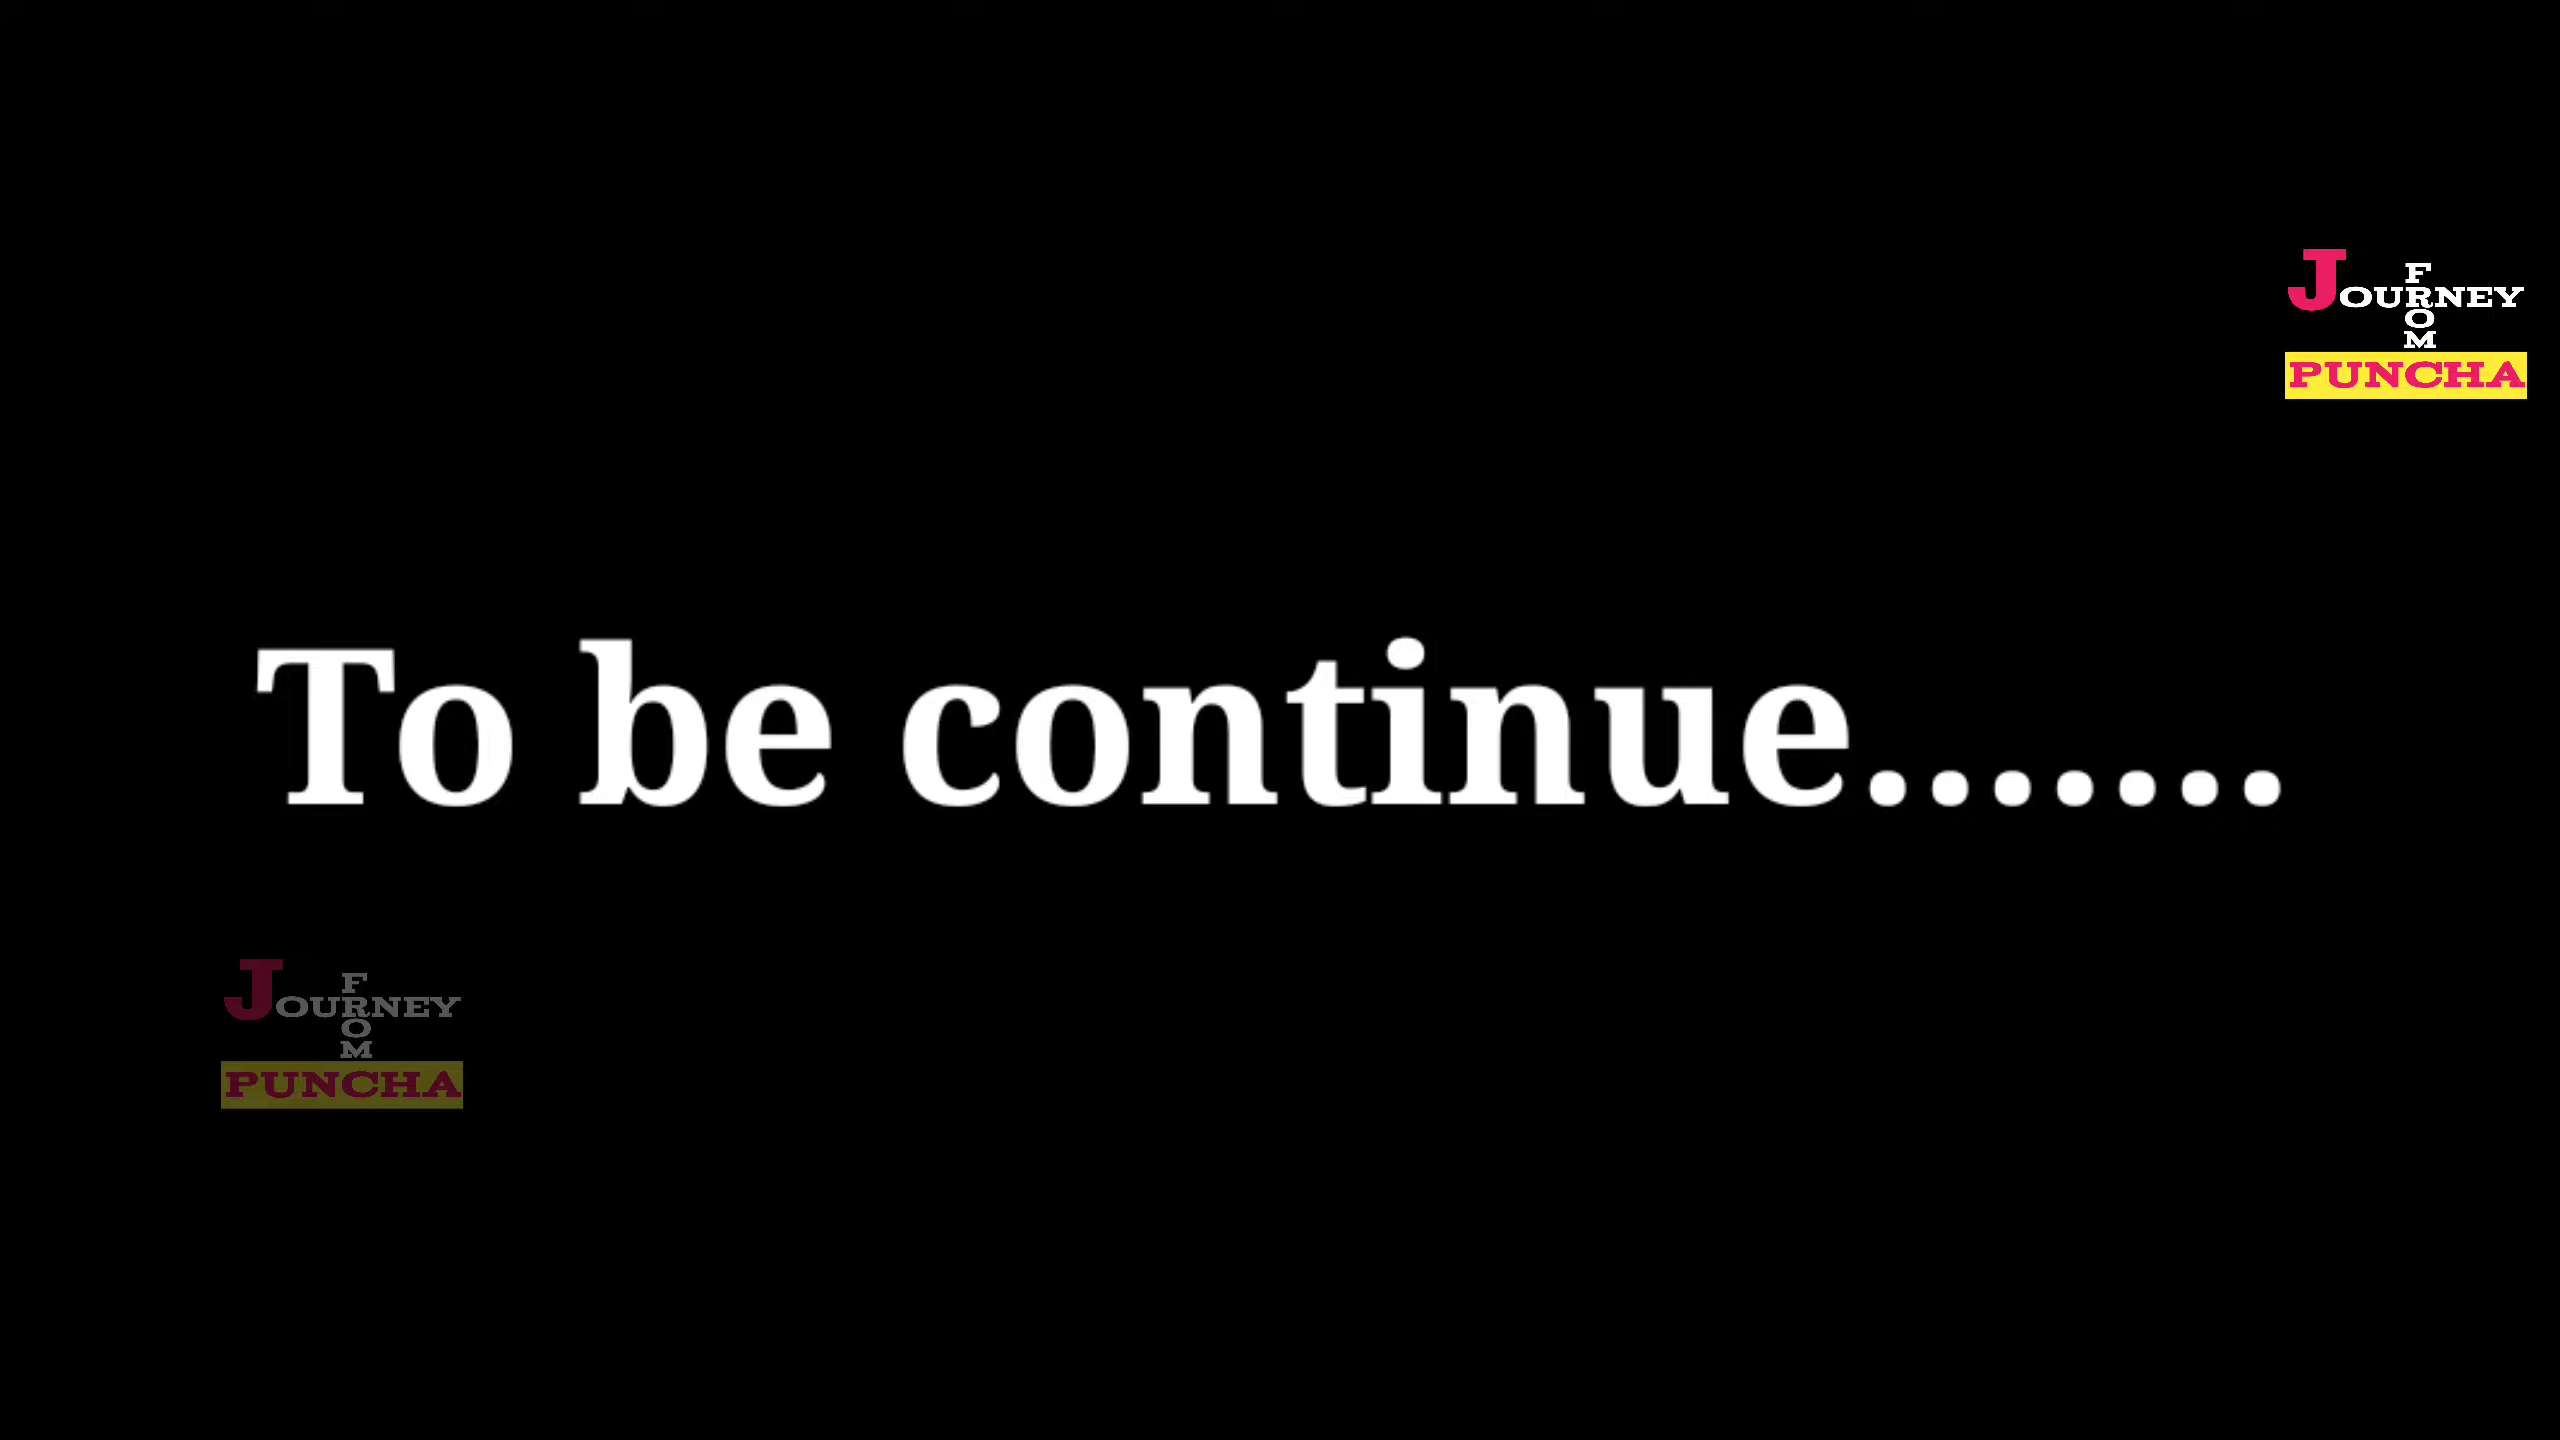 JOURNEY
FROM
PUNCHA
To be continue.......
JOURNEY
FROM
PUNCHA